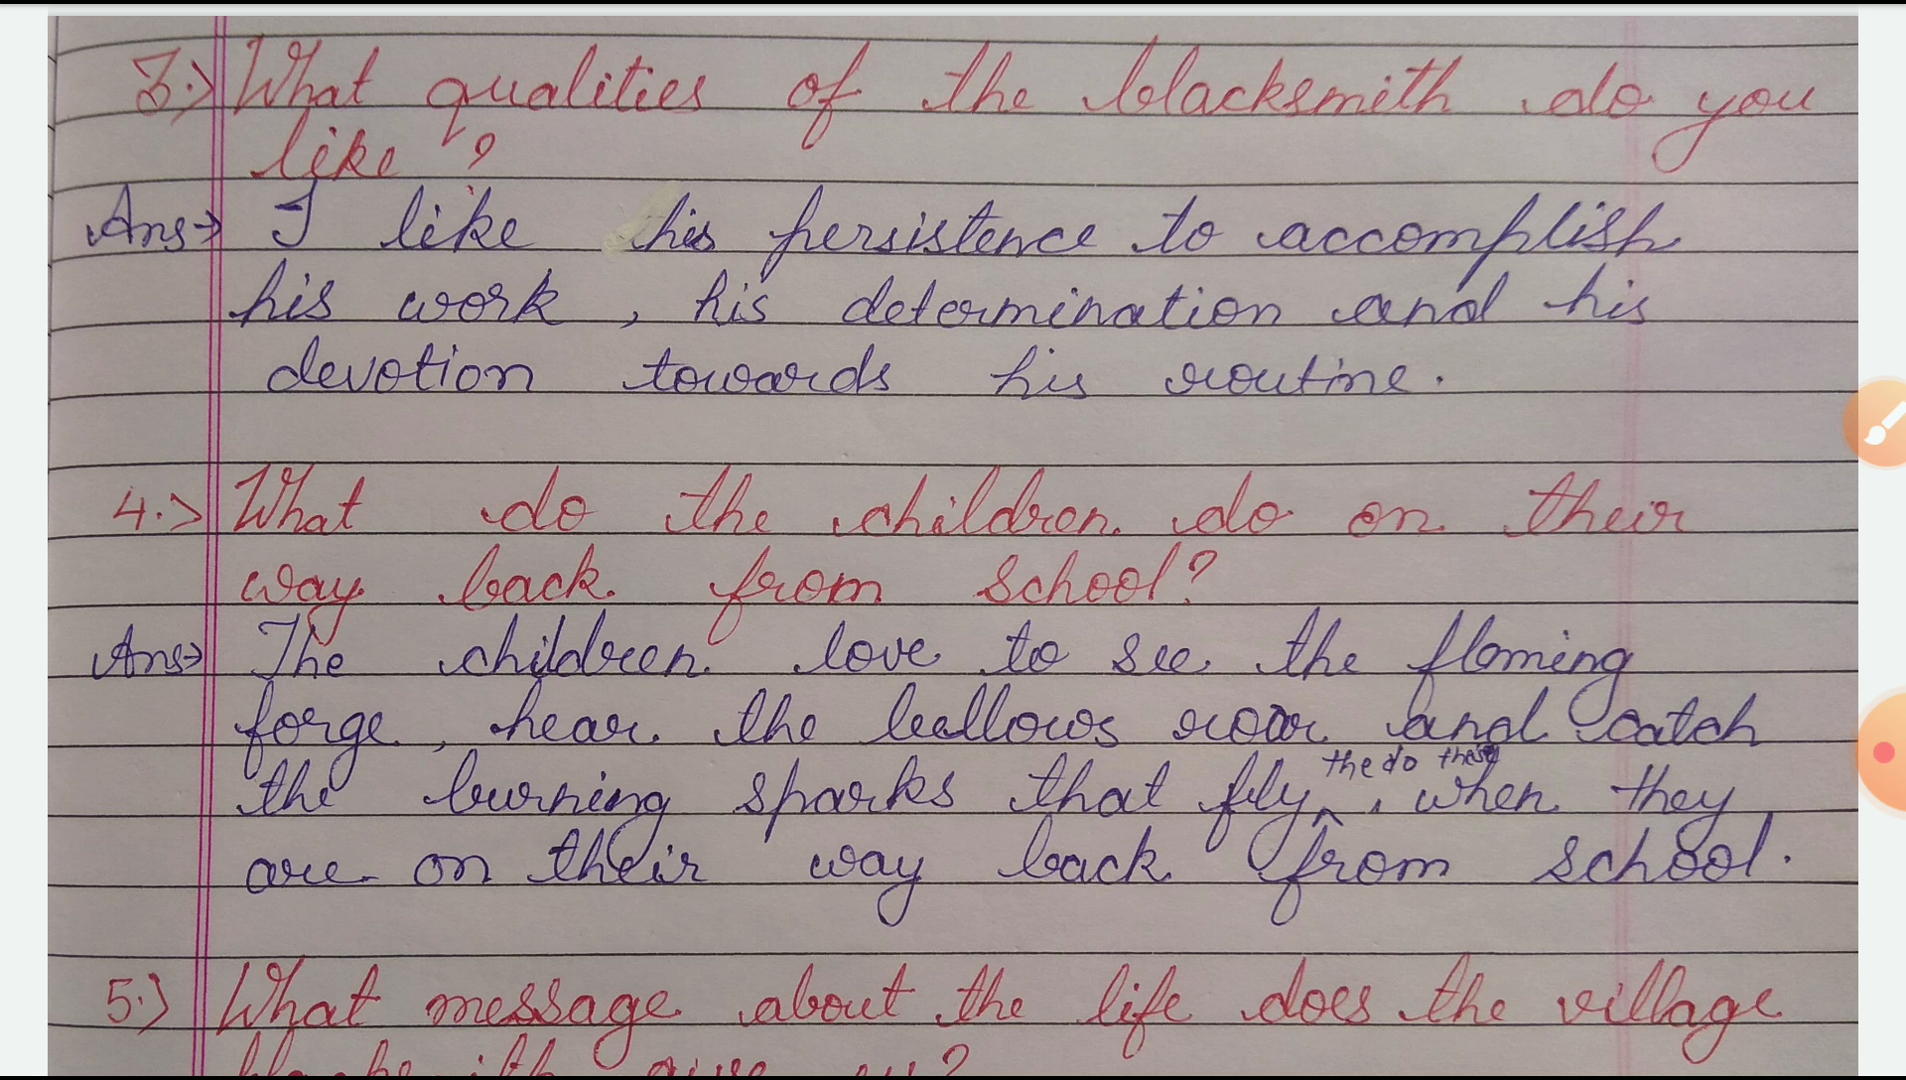 3.> What qualities of the blacksmith do you
like ?
Ans→ I like his persistence to accomplish
his work , his determination and his
devotion towards his routine .
4.> What do the children do on their
way back from school?
Ans→ The children love to see the flaming
forge , hear the bellows roar and catch
the do these
the burning sparks that fly ^ , when they
are on their way back from school .
5.) What message about the life does the village